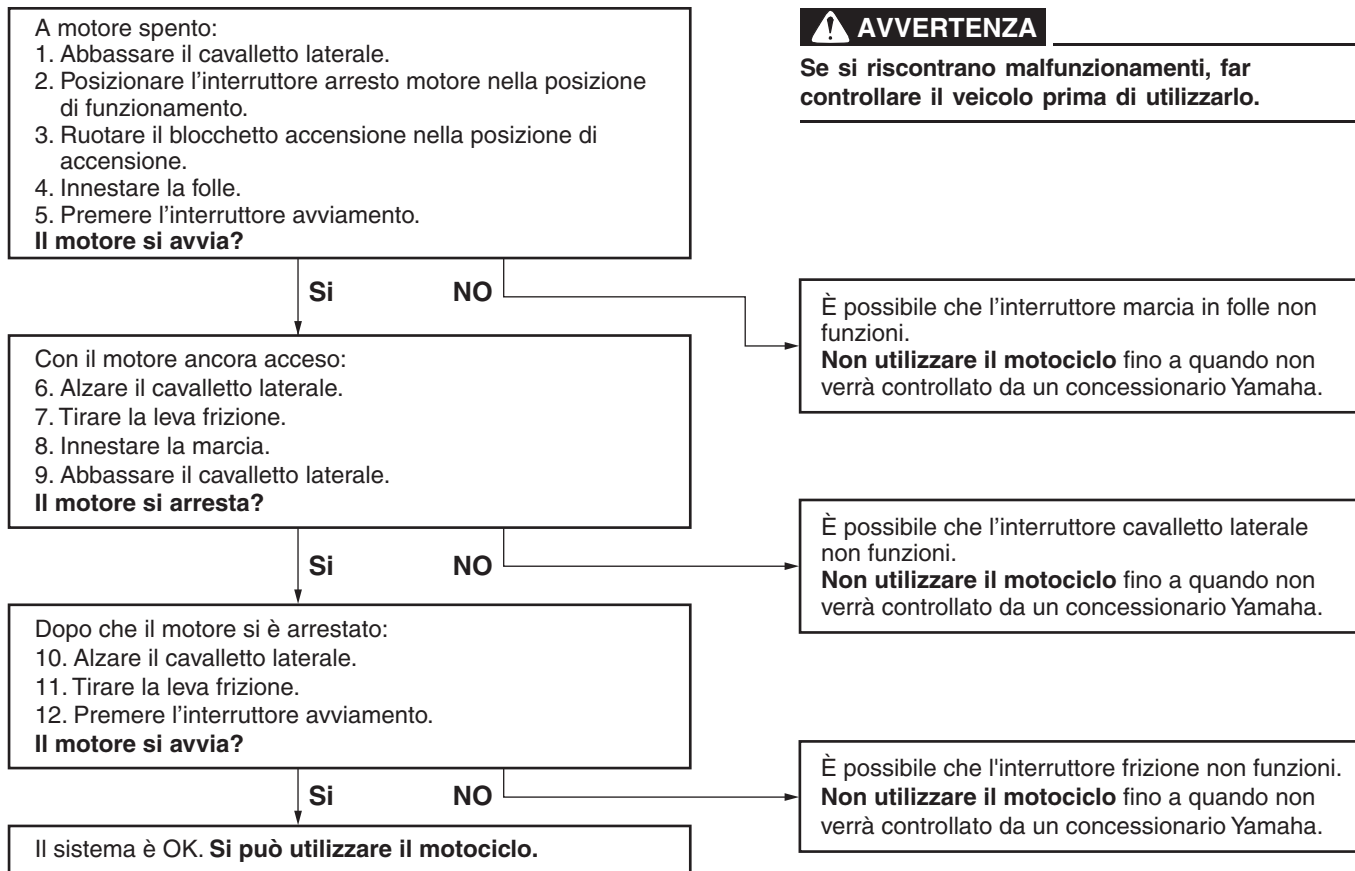 A motore spento:
1. Abbassare il cavalletto laterale.
2. Posizionare l'interruttore arresto motore nella posizione
di funzionamento.
3. Ruotare il blocchetto accensione nella posizione di
accensione.
4. Innestare la folle.
5. Premere l'interruttore avviamento.
Il motore si avvia?
AVVERTENZA
Se si riscontrano malfunzionamenti, far
controllare il veicolo prima di utilizzarlo.
Si NO
È possibile che l'interruttore marcia in folle non
funzioni.
Non utilizzare il motociclo fino a quando non
verrà controllato da un concessionario Yamaha.
Con il motore ancora acceso:
6. Alzare il cavalletto laterale.
7. Tirare la leva frizione.
8. Innestare la marcia.
9. Abbassare il cavalletto laterale.
Il motore si arresta?
Si NO
È possibile che l'interruttore cavalletto laterale
non funzioni.
Non utilizzare il motociclo fino a quando non
verrà controllato da un concessionario Yamaha.
Dopo che il motore si è arrestato:
10. Alzare il cavalletto laterale.
11. Tirare la leva frizione.
12. Premere l'interruttore avviamento.
Il motore si avvia?
Si NO
È possibile che l'interruttore frizione non funzioni.
Non utilizzare il motociclo fino a quando non
verrà controllato da un concessionario Yamaha.
Il sistema è OK. Si può utilizzare il motociclo.